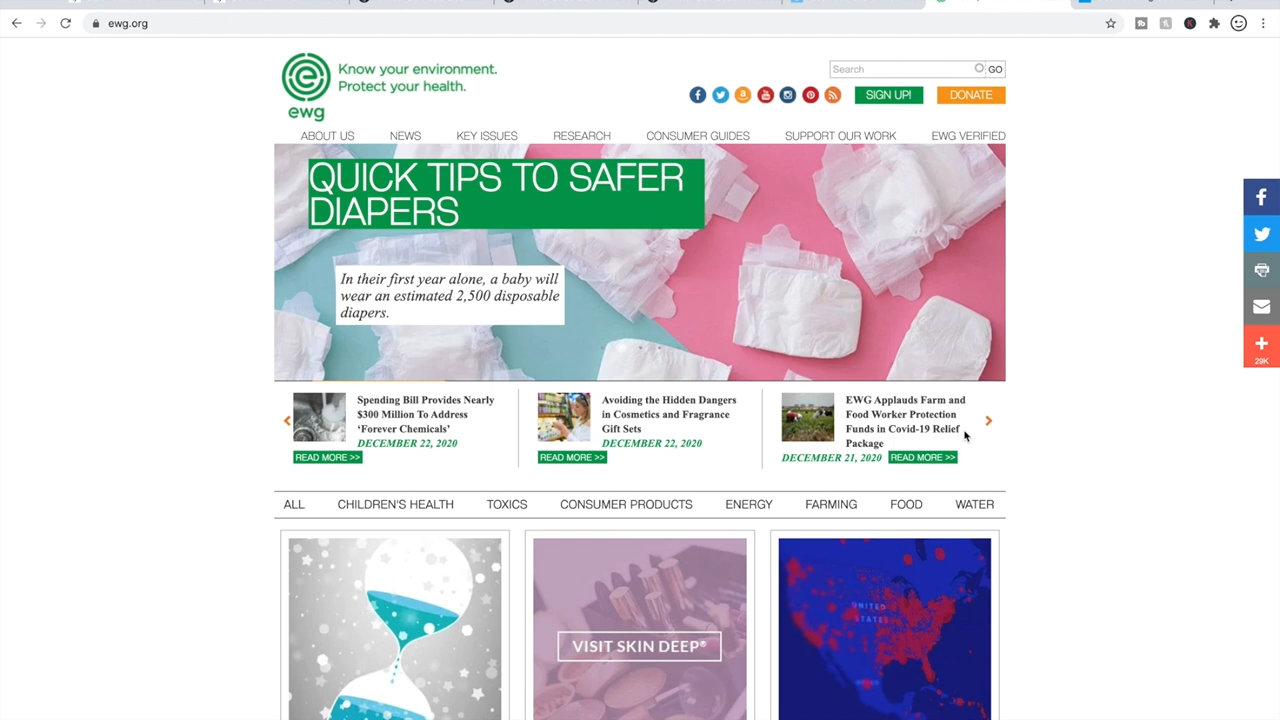 ewg.org
Know your environment.
Protect your health.
ewg
Search
GO
SIGN UP!
DONATE
ABOUT US
NEWS
KEY ISSUES
RESEARCH
CONSUMER GUIDES
SUPPORT OUR WORK
EWG VERIFIED
QUICK TIPS TO SAFER
DIAPERS
In their first year alone, a baby will
wear an estimated 2,500 disposable
diapers.
29K
Spending Bill Provides Nearly
$300 Million To Address
‘Forever Chemicals’
DECEMBER 22, 2020
READ MORE >>
Avoiding the Hidden Dangers
in Cosmetics and Fragrance
Gift Sets
DECEMBER 22, 2020
READ MORE >>
EWG Applauds Farm and
Food Worker Protection
Funds in Covid-19 Relief
Package
DECEMBER 21, 2020 READ MORE >>
ALL
CHILDREN'S HEALTH
TOXICS
CONSUMER PRODUCTS
ENERGY
FARMING
FOOD
WATER
VISIT SKIN DEEP®
UNITED
STATES